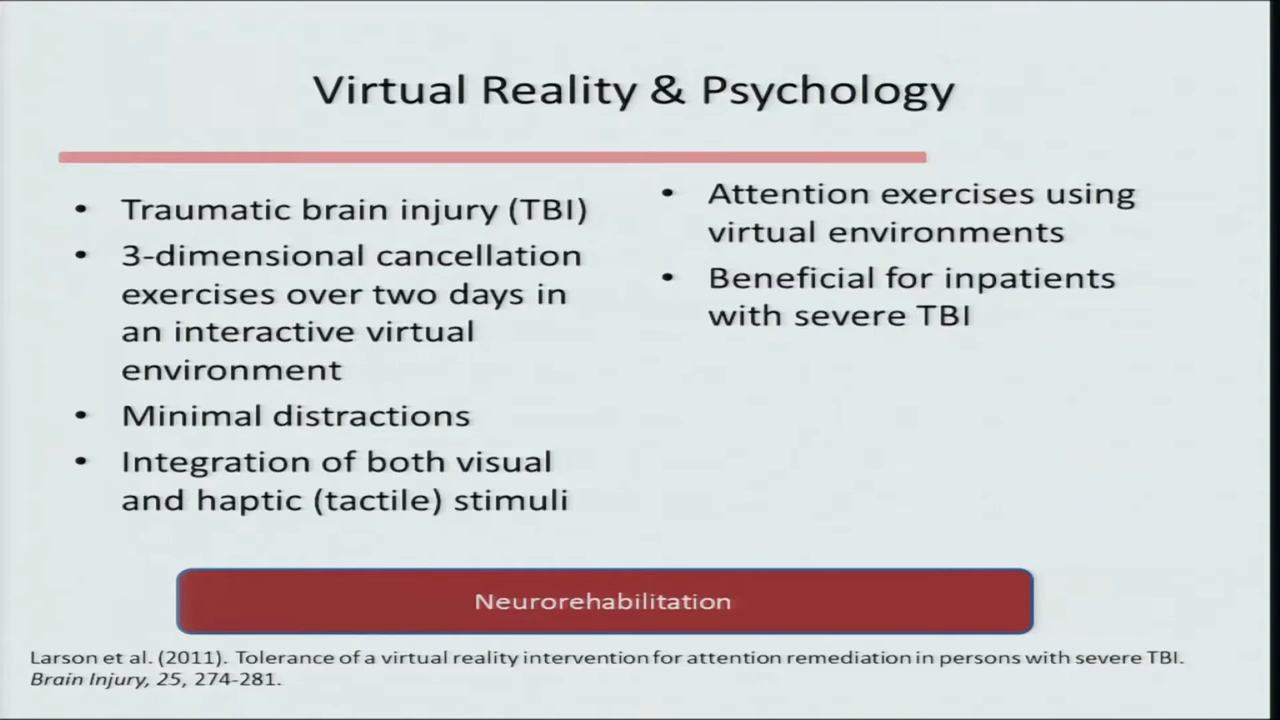 Virtual Reality & Psychology
• Traumatic brain injury (TBI)
• 3-dimensional cancellation
exercises over two days in
an interactive virtual
environment
• Minimal distractions
• Integration of both visual
and haptic (tactile) stimuli
• Attention exercises using
virtual environments
• Beneficial for inpatients
with severe TBI
Neurorehabilitation
Larson et al. (2011). Tolerance of a virtual reality intervention for attention remediation in persons with severe TBI.
Brain Injury, 25, 274-281.